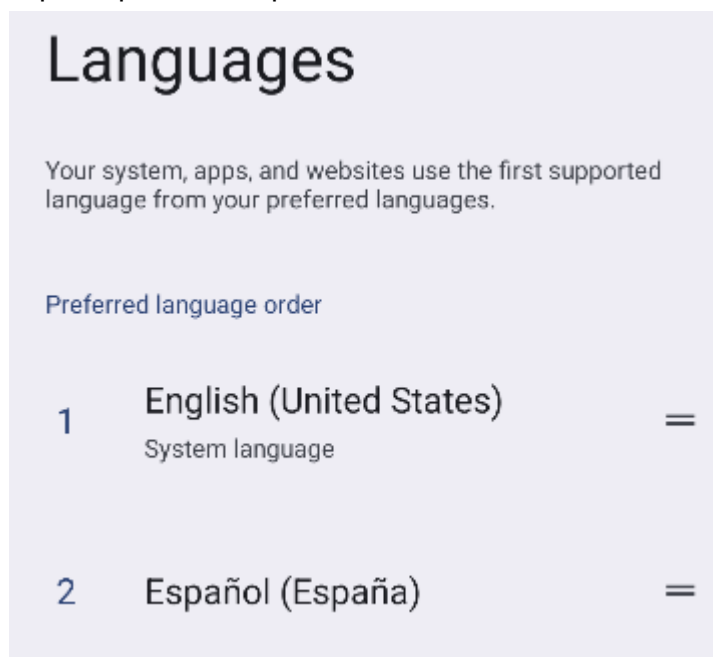 Languages
Your system, apps, and websites use the first supported
language from your preferred languages.
Preferred language order
1 English (United States)
System language
2 Español (España)